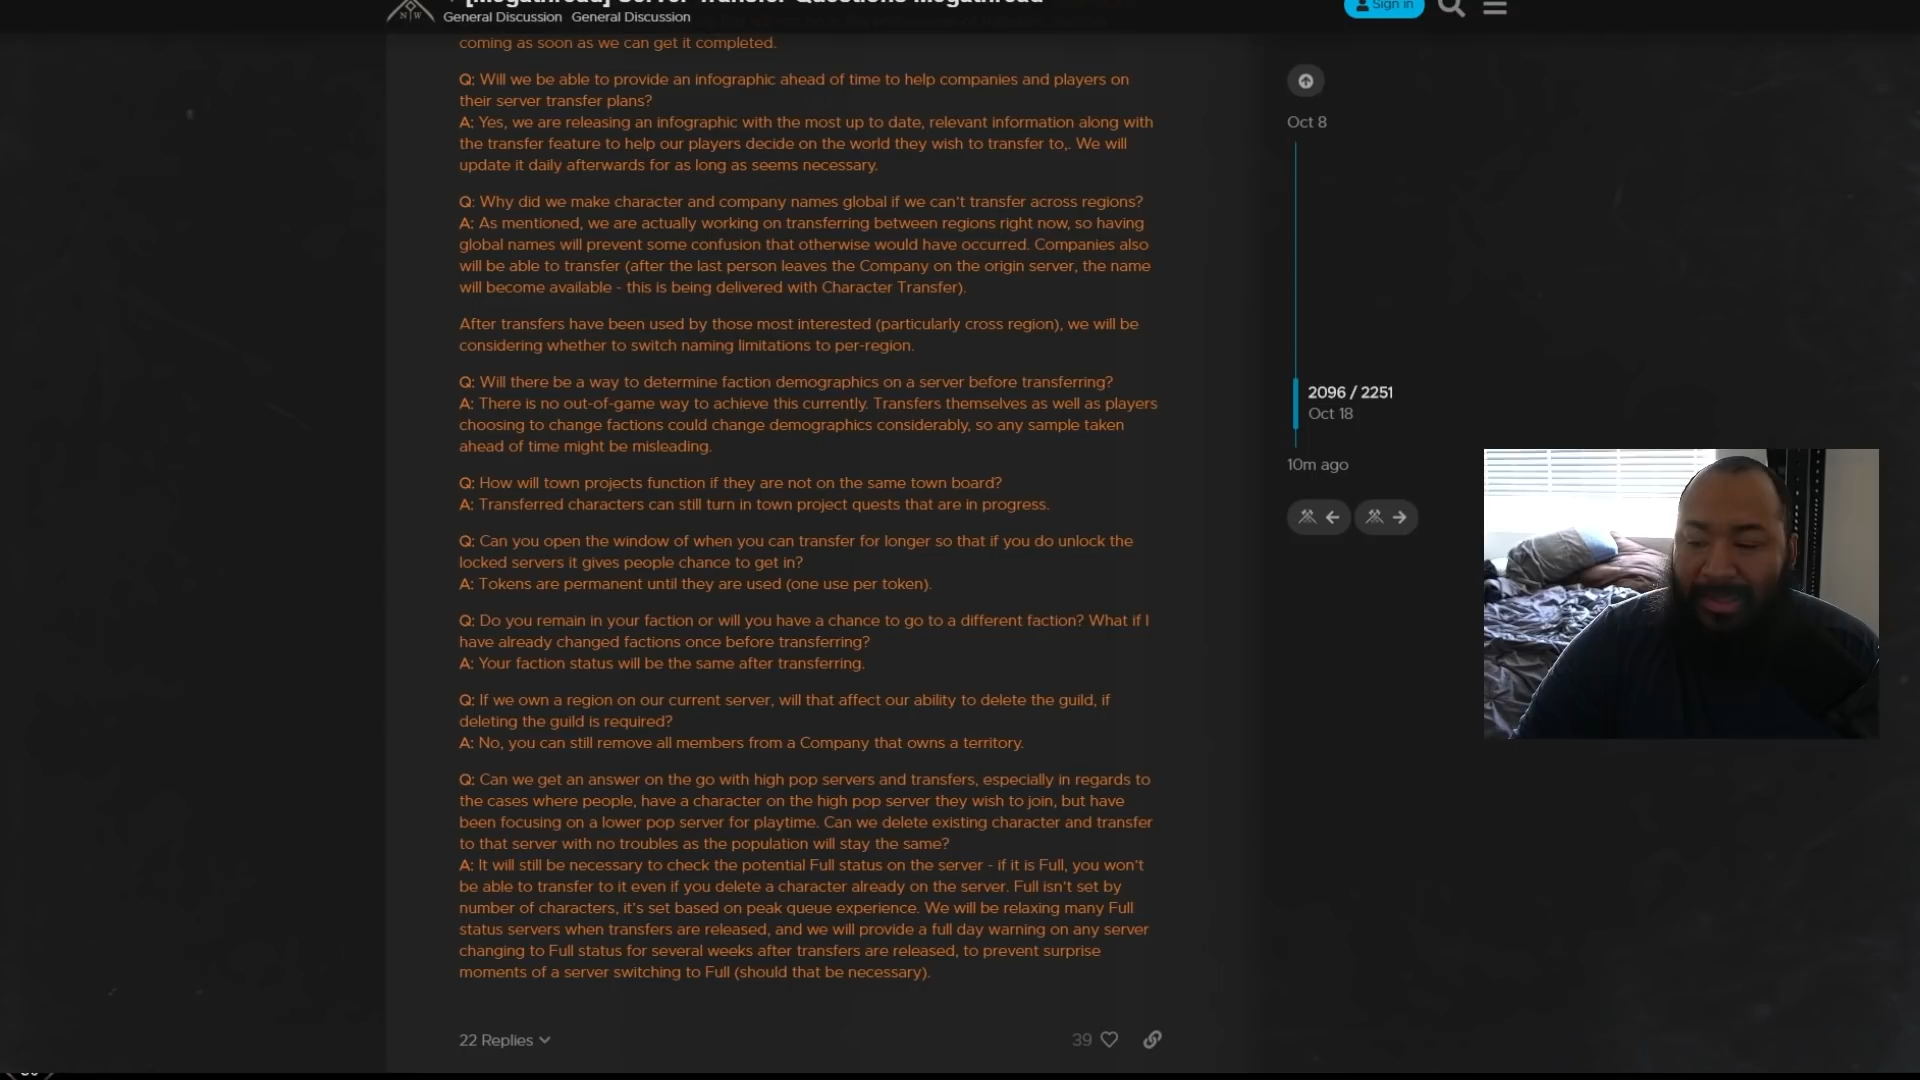 [Megathread] Server Transfer Questions Megathread
N W
General Discussion General Discussion
Sign In
coming as soon as we can get it completed.
Q: Will we be able to provide an infographic ahead of time to help companies and players on
their server transfer plans?
A: Yes, we are releasing an infographic with the most up to date, relevant information along with
the transfer feature to help our players decide on the world they wish to transfer to,. We will
update it daily afterwards for as long as seems necessary.
Q: Why did we make character and company names global if we can't transfer across regions?
A: As mentioned, we are actually working on transferring between regions right now, so having
global names will prevent some confusion that otherwise would have occurred. Companies also
will be able to transfer (after the last person leaves the Company on the origin server, the name
will become available - this is being delivered with Character Transfer).
After transfers have been used by those most interested (particularly cross region), we will be
considering whether to switch naming limitations to per-region.
Q: Will there be a way to determine faction demographics on a server before transferring?
A: There is no out-of-game way to achieve this currently. Transfers themselves as well as players
choosing to change factions could change demographics considerably, so any sample taken
ahead of time might be misleading.
Q: How will town projects function if they are not on the same town board?
A: Transferred characters can still turn in town project quests that are in progress.
Q: Can you open the window of when you can transfer for longer so that if you do unlock the
locked servers it gives people chance to get in?
A: Tokens are permanent until they are used (one use per token).
Q: Do you remain in your faction or will you have a chance to go to a different faction? What if I
have already changed factions once before transferring?
A: Your faction status will be the same after transferring.
Q: If we own a region on our current server, will that affect our ability to delete the guild, if
deleting the guild is required?
A: No, you can still remove all members from a Company that owns a territory.
Q: Can we get an answer on the go with high pop servers and transfers, especially in regards to
the cases where people, have a character on the high pop server they wish to join, but have
been focusing on a lower pop server for playtime. Can we delete existing character and transfer
to that server with no troubles as the population will stay the same?
A: It will still be necessary to check the potential Full status on the server - if it is Full, you won't
be able to transfer to it even if you delete a character already on the server. Full isn't set by
number of characters, it's set based on peak queue experience. We will be relaxing many Full
status servers when transfers are released, and we will provide a full day warning on any server
changing to Full status for several weeks after transfers are released, to prevent surprise
moments of a server switching to Full (should that be necessary).
22 Replies
39
Oct 8
2096 / 2251
Oct 18
10m ago